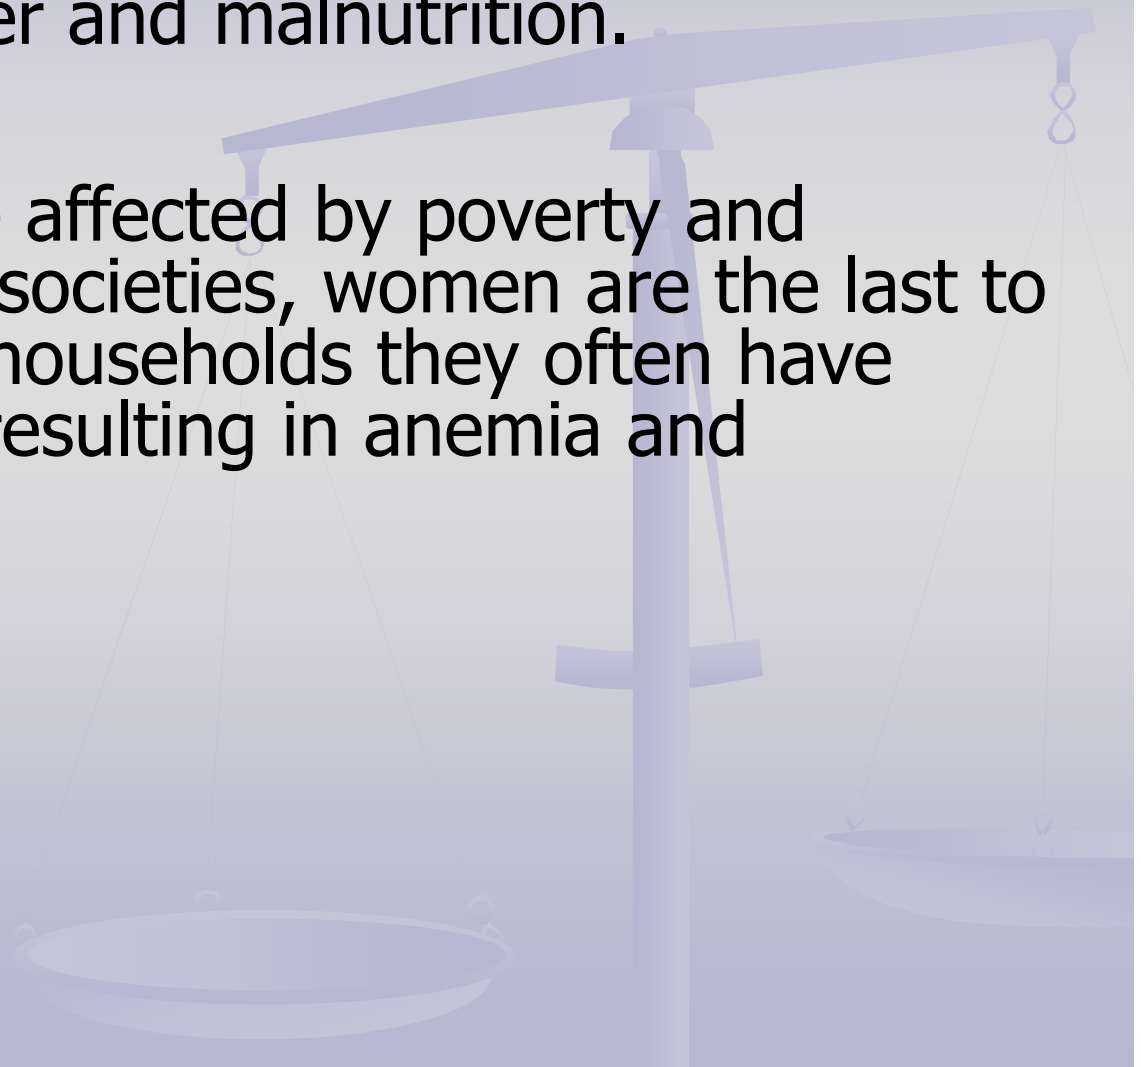 and malnutrition.
affected by poverty and
societies, women are the last to
households they often have
resulting in anemia and